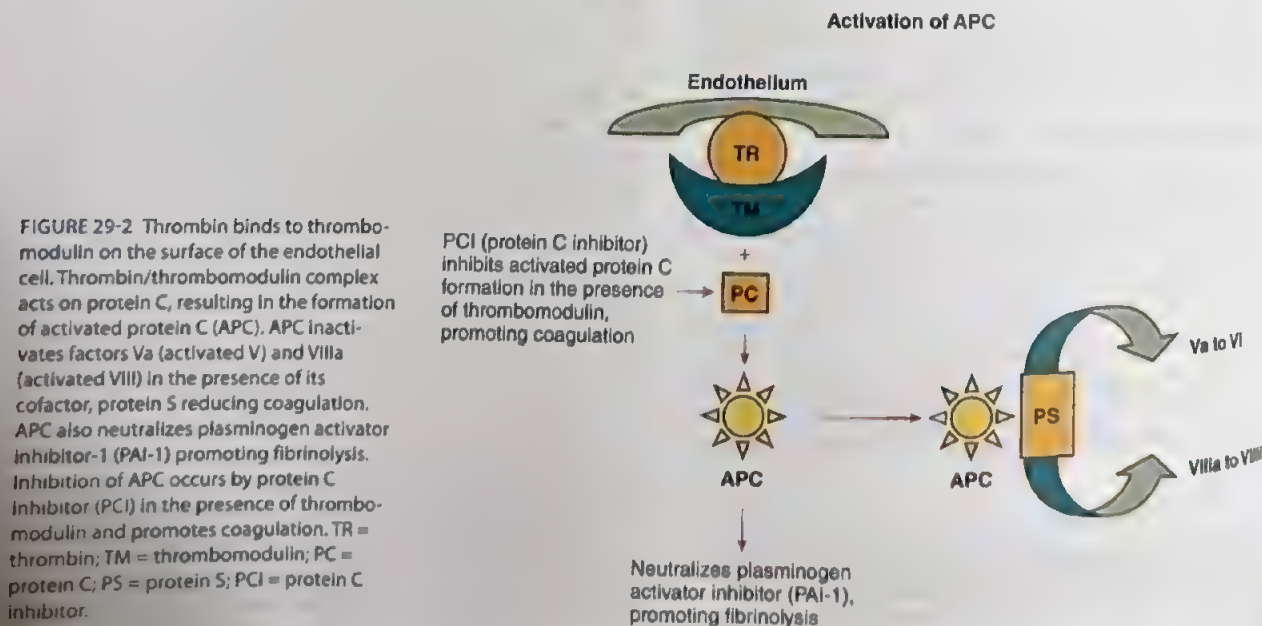 Activation of APC
Endothelium
TR
TM
+
PCI (protein C inhibitor)
inhibits activated protein C
formation in the presence
of thrombomodulin,
promoting coagulation
PC
APC
APC
PS
Va to Vi
VIIIa to VIIIi
Neutralizes plasminogen
activator inhibitor (PAI-1),
promoting fibrinolysis
FIGURE 29-2 Thrombin binds to thrombo-
modulin on the surface of the endothelial
cell. Thrombin/thrombomodulin complex
acts on protein C, resulting in the formation
of activated protein C (APC). APC inacti-
vates factors Va (activated V) and VIIIa
(activated VIII) in the presence of its
cofactor, protein S reducing coagulation.
APC also neutralizes plasminogen activator
inhibitor-1 (PAI-1) promoting fibrinolysis.
Inhibition of APC occurs by protein C
inhibitor (PCI) in the presence of thrombo-
modulin and promotes coagulation. TR =
thrombin; TM = thrombomodulin; PC =
protein C; PS = protein S; PCI = protein C
inhibitor.